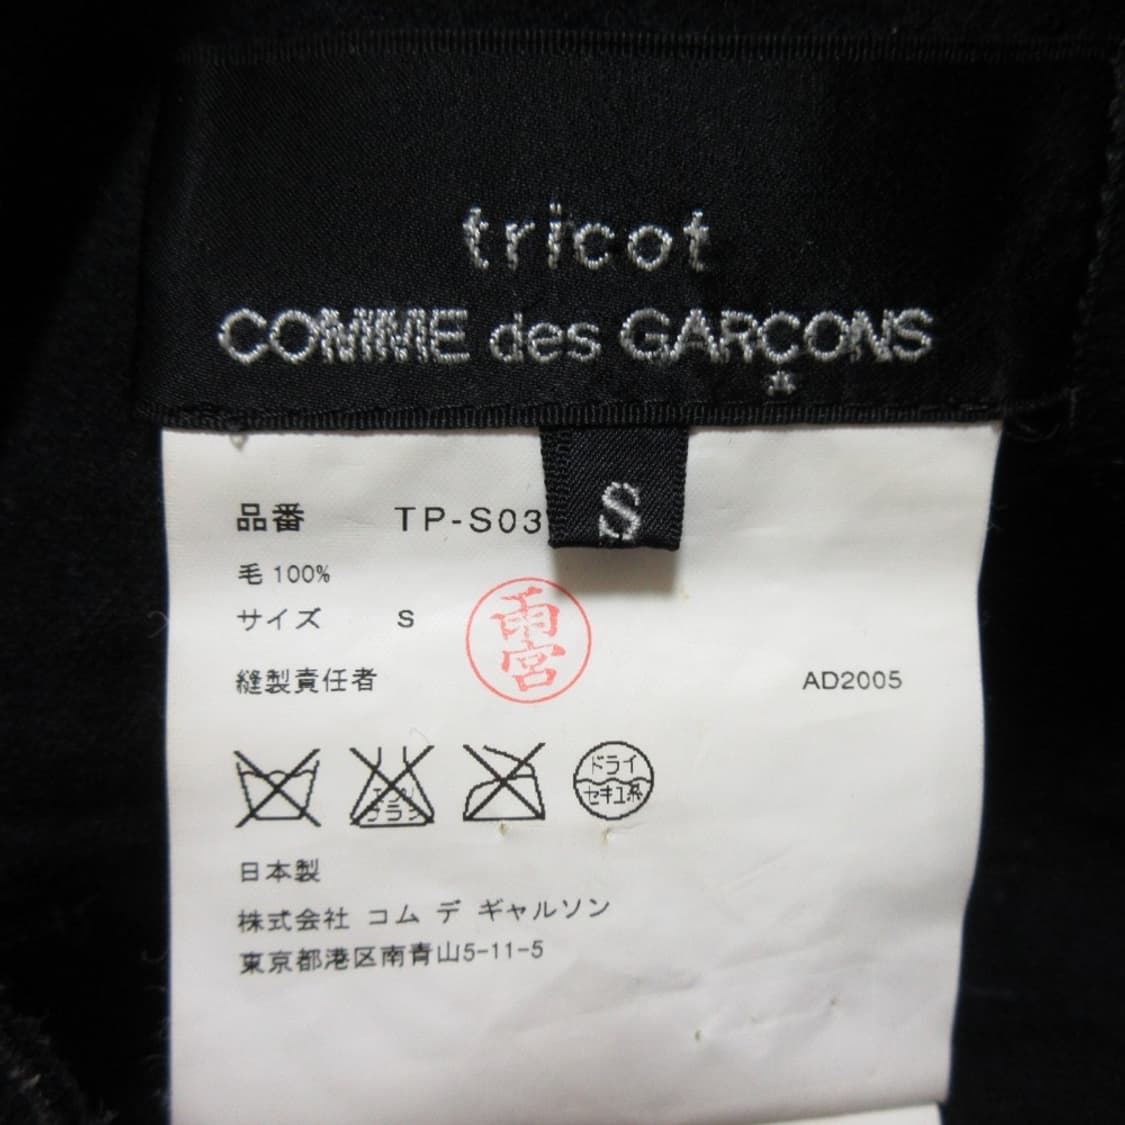 tricot
COMME des GARÇONS
S
品番 TP-S03
毛 100%
サイズ S
雨宮
縫製責任者 AD2005
ドライ
セキユ系
日本製
株式会社 コム デ ギャルソン
東京都港区南青山5-11-5